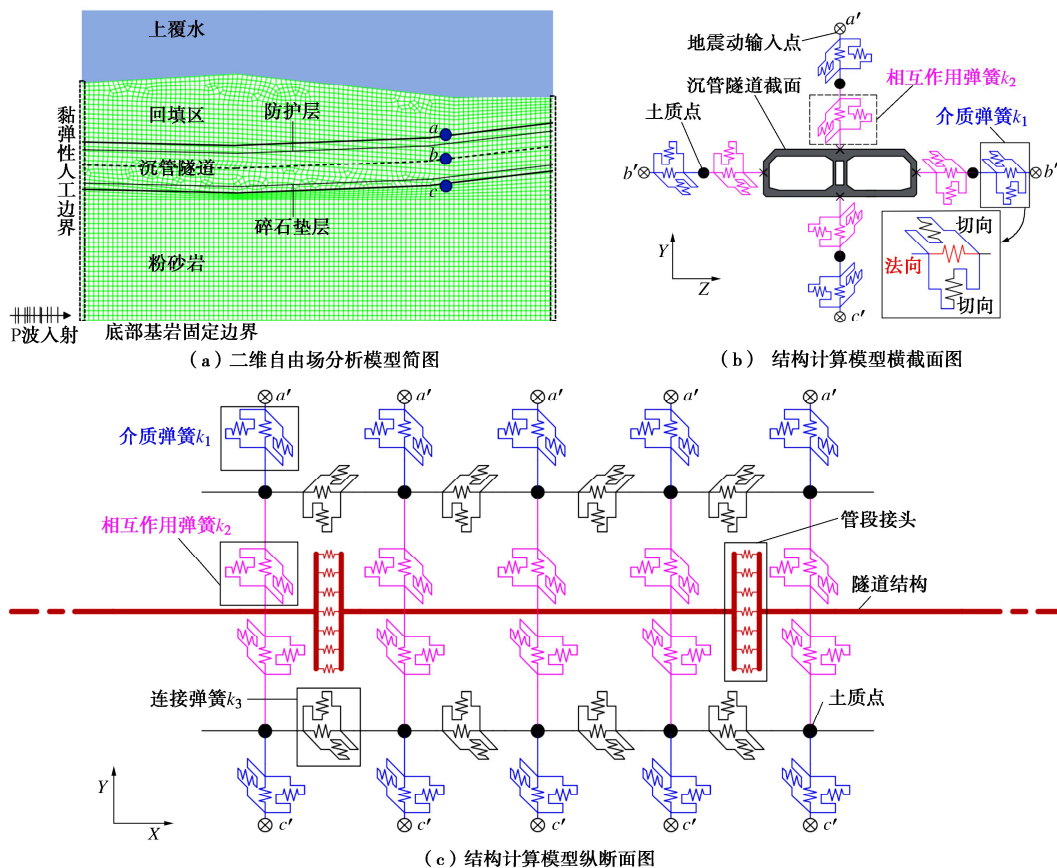 上覆水
回填区
防护层
a
b
c
沉管隧道
碎石垫层
粉砂岩
黏弹性人工边界
P波入射
底部基岩固定边界
(a)二维自由场分析模型简图
a′
地震动输入点
沉管隧道截面
相互作用弹簧k₂
介质弹簧k₁
土质点
b′
b′
切向
法向
切向
Y
Z
c′
(b) 结构计算模型横截面图
a′
a′
a′
a′
a′
介质弹簧k₁
相互作用弹簧k₂
管段接头
隧道结构
连接弹簧k₃
土质点
Y
X
c′
c′
c′
c′
c′
(c)结构计算模型纵断面图